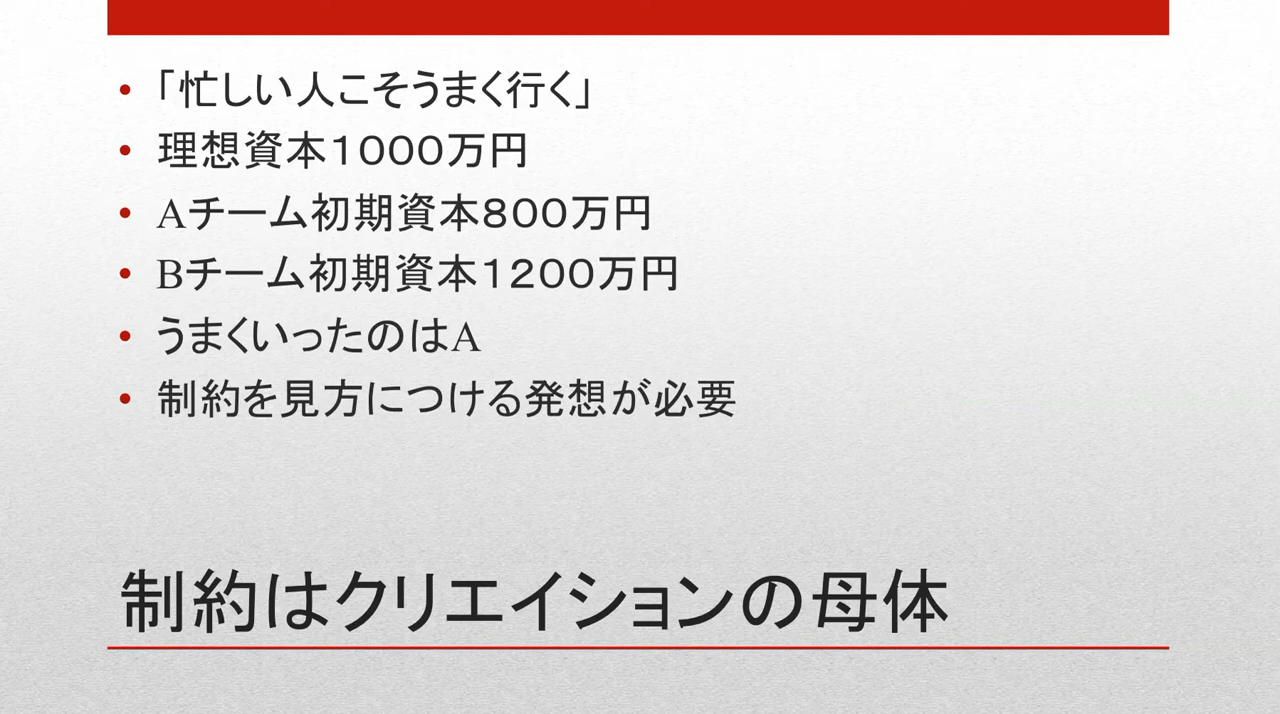 • 「忙しい人こそうまく行く」
• 理想資本１０００万円
• Aチーム初期資本８００万円
• Bチーム初期資本１２００万円
• うまくいったのはA
• 制約を見方につける発想が必要
制約はクリエイションの母体